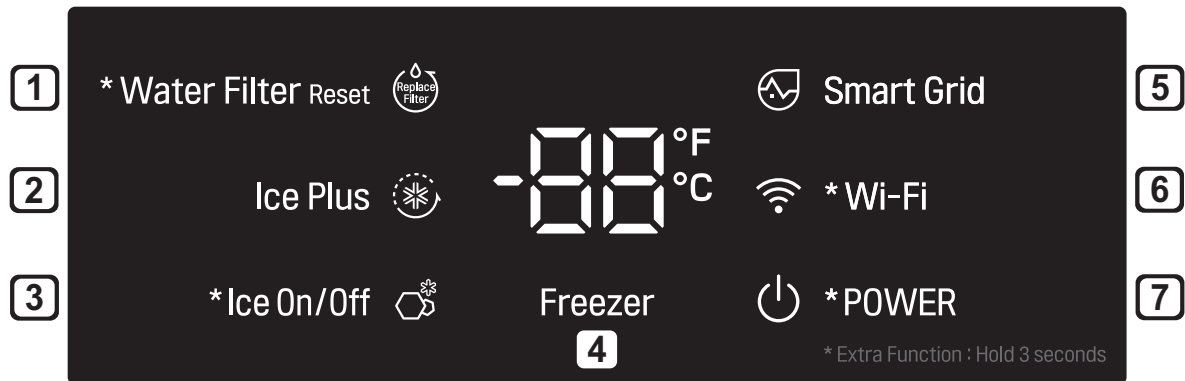 1
* Water Filter Reset
Replace
Filter
5
Smart Grid
-88 °F
°C
2
Ice Plus
6
* Wi-Fi
3
* Ice On/Off
Freezer
4
7
* POWER
* Extra Function : Hold 3 seconds